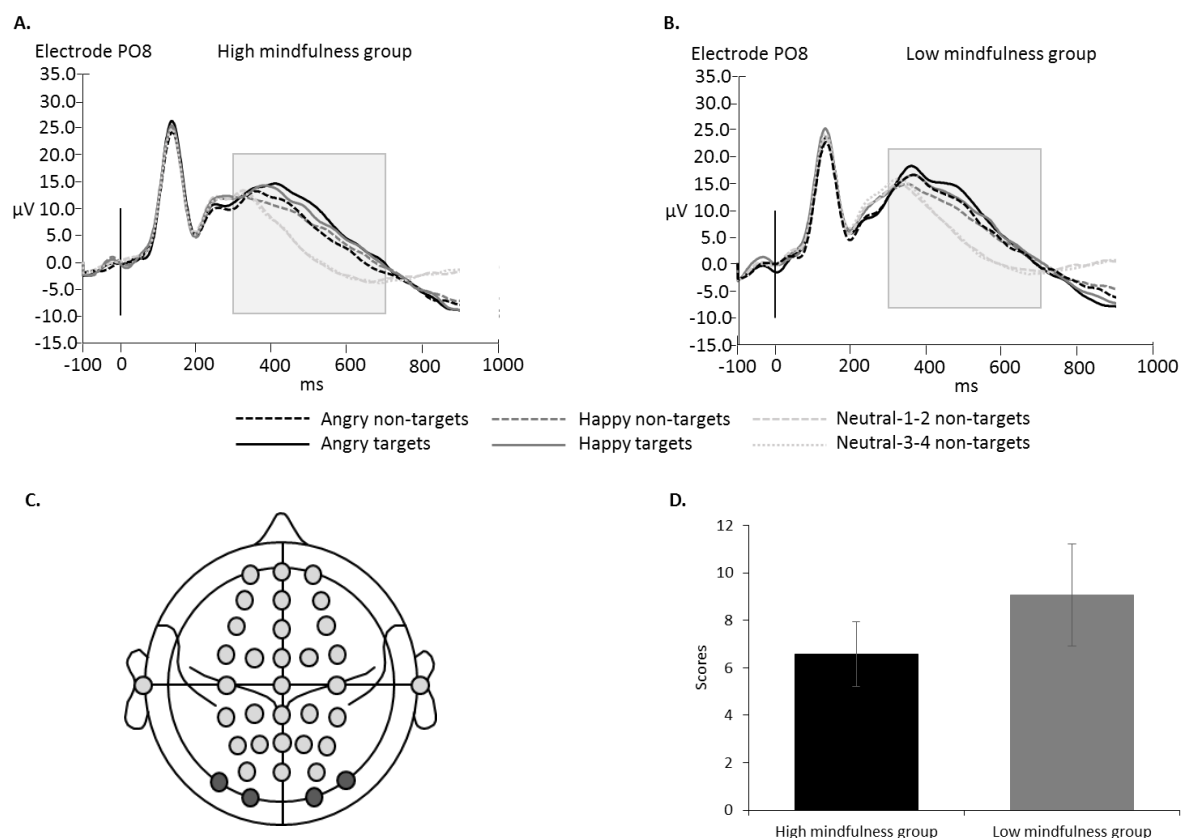 A.
Electrode PO8 High mindfulness group
35.0
30.0
25.0
20.0
15.0
μV 10.0
5.0
0.0
-5.0
-10.0
-15.0
-100 0 200 400 600 800 1000
ms
B.
Electrode PO8 Low mindfulness group
35.0
30.0
25.0
20.0
15.0
μV 10.0
5.0
0.0
-5.0
-10.0
-15.0
-100 0 200 400 600 800 1000
ms
Angry non-targets Happy non-targets Neutral-1-2 non-targets
Angry targets Happy targets Neutral-3-4 non-targets
C.
D.
12
10
8
6
4
2
0
Scores
High mindfulness group Low mindfulness group